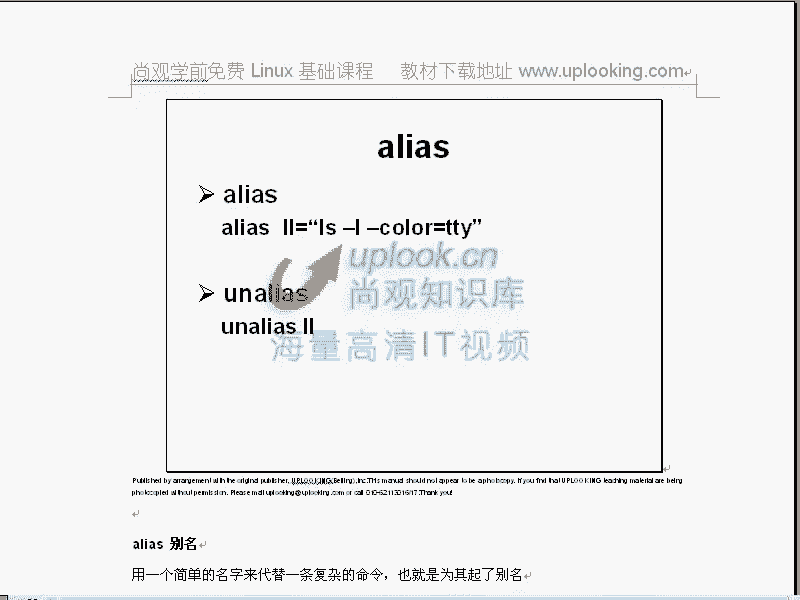 尚观学前免费 Linux 基础课程 教材下载地址 www.uplooking.com
alias
➢ alias
alias ll=“ls –l –color=tty”
uplook.cn
尚观知识库
➢ unalias
unalias ll
海量高清IT视频
Published by arrangement with the original publisher, UPLOOKING(Beijing),Inc.This manual should not appear to be a photocopy. If you find that UPLOOKING teaching material are being
photocopied without permission. Please mail uplooking@uplooking.com or call 010-62113016/17.Thank you!
alias 别名
用一个简单的名字来代替一条复杂的命令，也就是为其起了别名